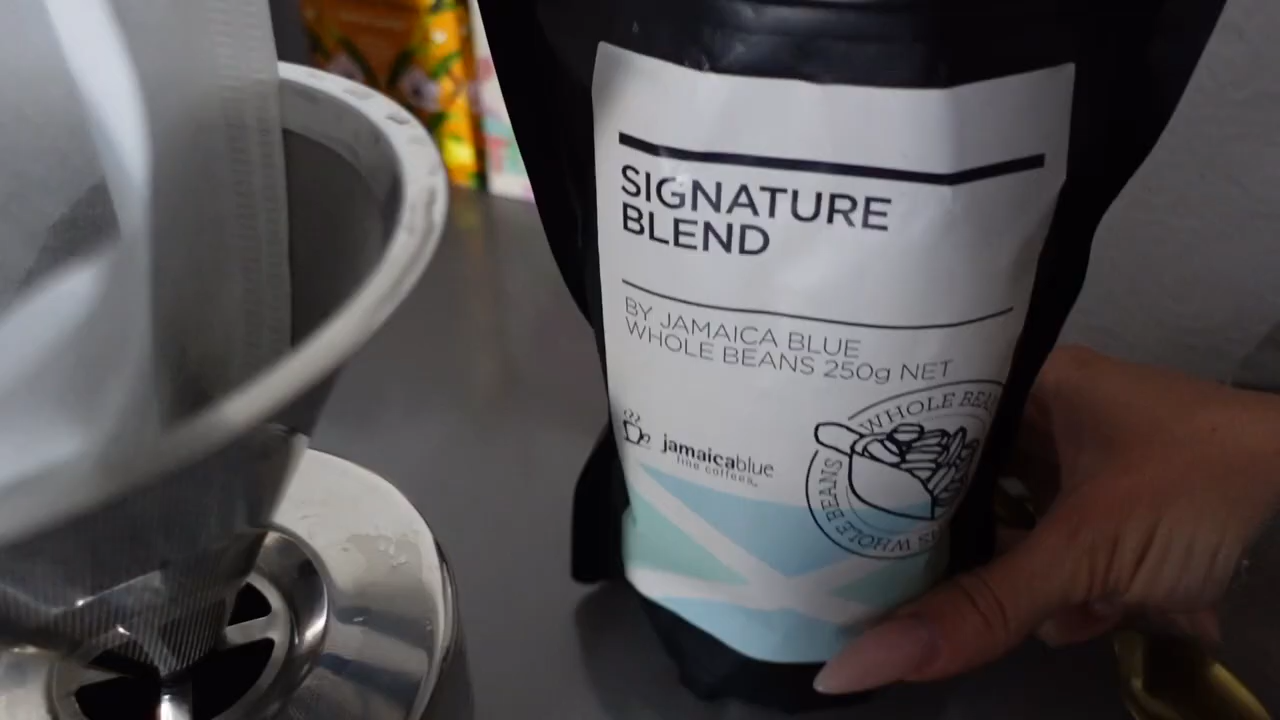 SIGNATURE
BLEND
BY JAMAICA BLUE
WHOLE BEANS 250g NET
jamaicablue
fine coffees
WHOLE BEANS
WHOLE BEANS